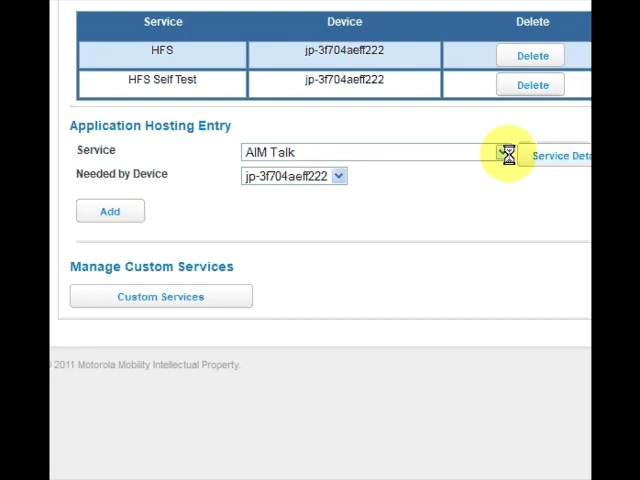 Service Device Delete
HFS jp-3f704aeff222 Delete
HFS Self Test jp-3f704aeff222 Delete
Application Hosting Entry
Service AIM Talk Service
Needed by Device jp-3f704aeff222
Add
Manage Custom Services
Custom Services
2011 Motorola Mobility Intellectual Property.